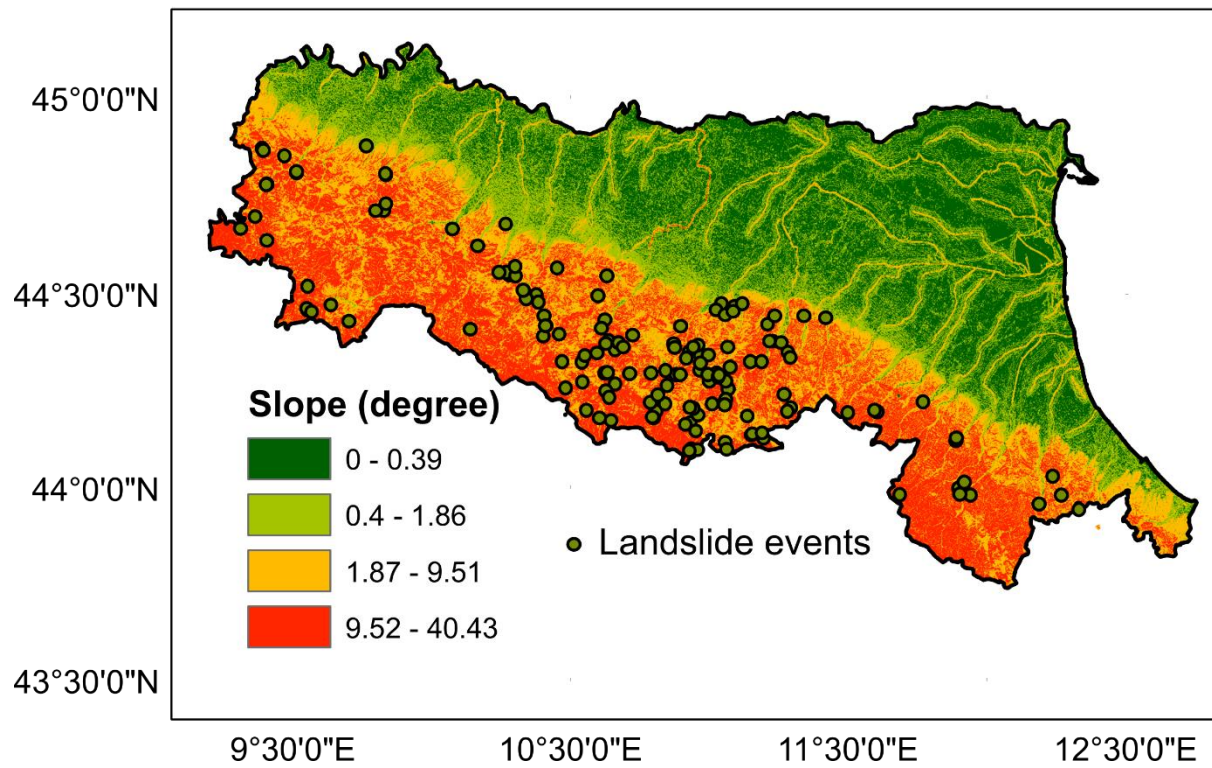 45°0'0"N
44°30'0"N
44°0'0"N
43°30'0"N
Slope (degree)
0 - 0.39
0.4 - 1.86
1.87 - 9.51
9.52 - 40.43
Landslide events
9°30'0"E 10°30'0"E 11°30'0"E 12°30'0"E